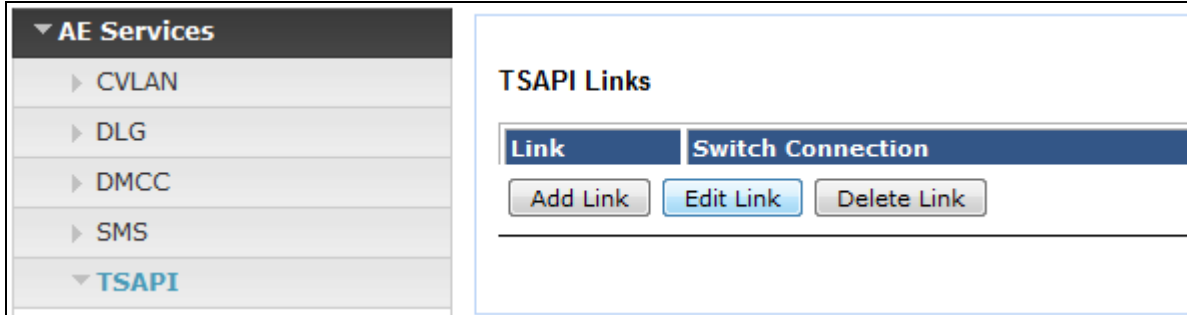 AE Services
CVLAN
DLG
DMCC
SMS
TSAPI
TSAPI Links
Link Switch Connection
Add Link Edit Link Delete Link